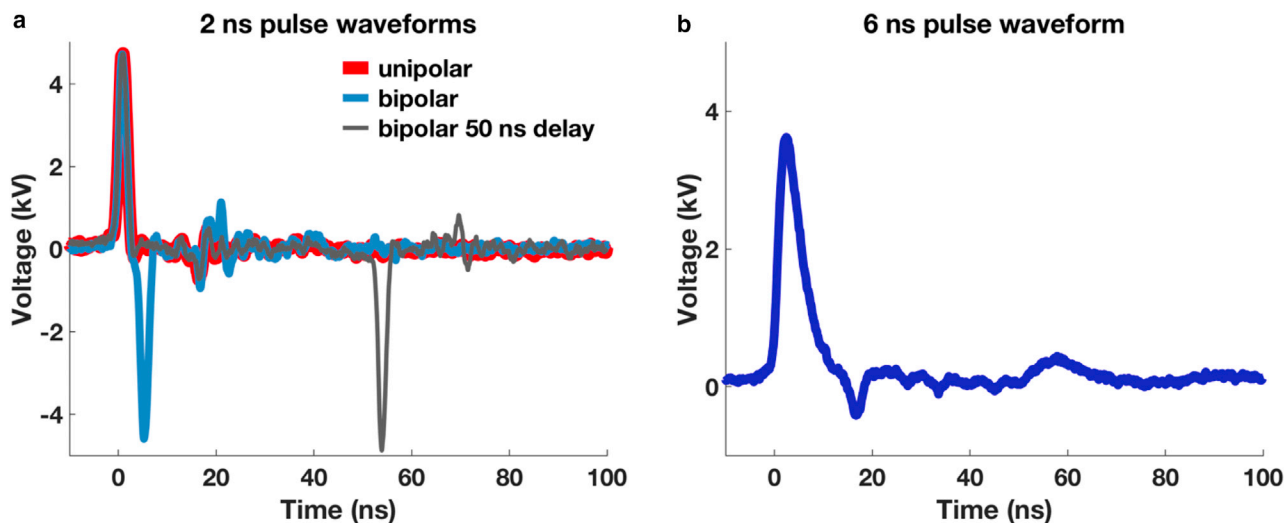 a
2 ns pulse waveforms
unipolar
bipolar
bipolar 50 ns delay
4
2
0
-2
-4
Voltage (kV)
0 20 40 60 80 100
Time (ns)
b
6 ns pulse waveform
4
2
0
Voltage (kV)
0 20 40 60 80 100
Time (ns)